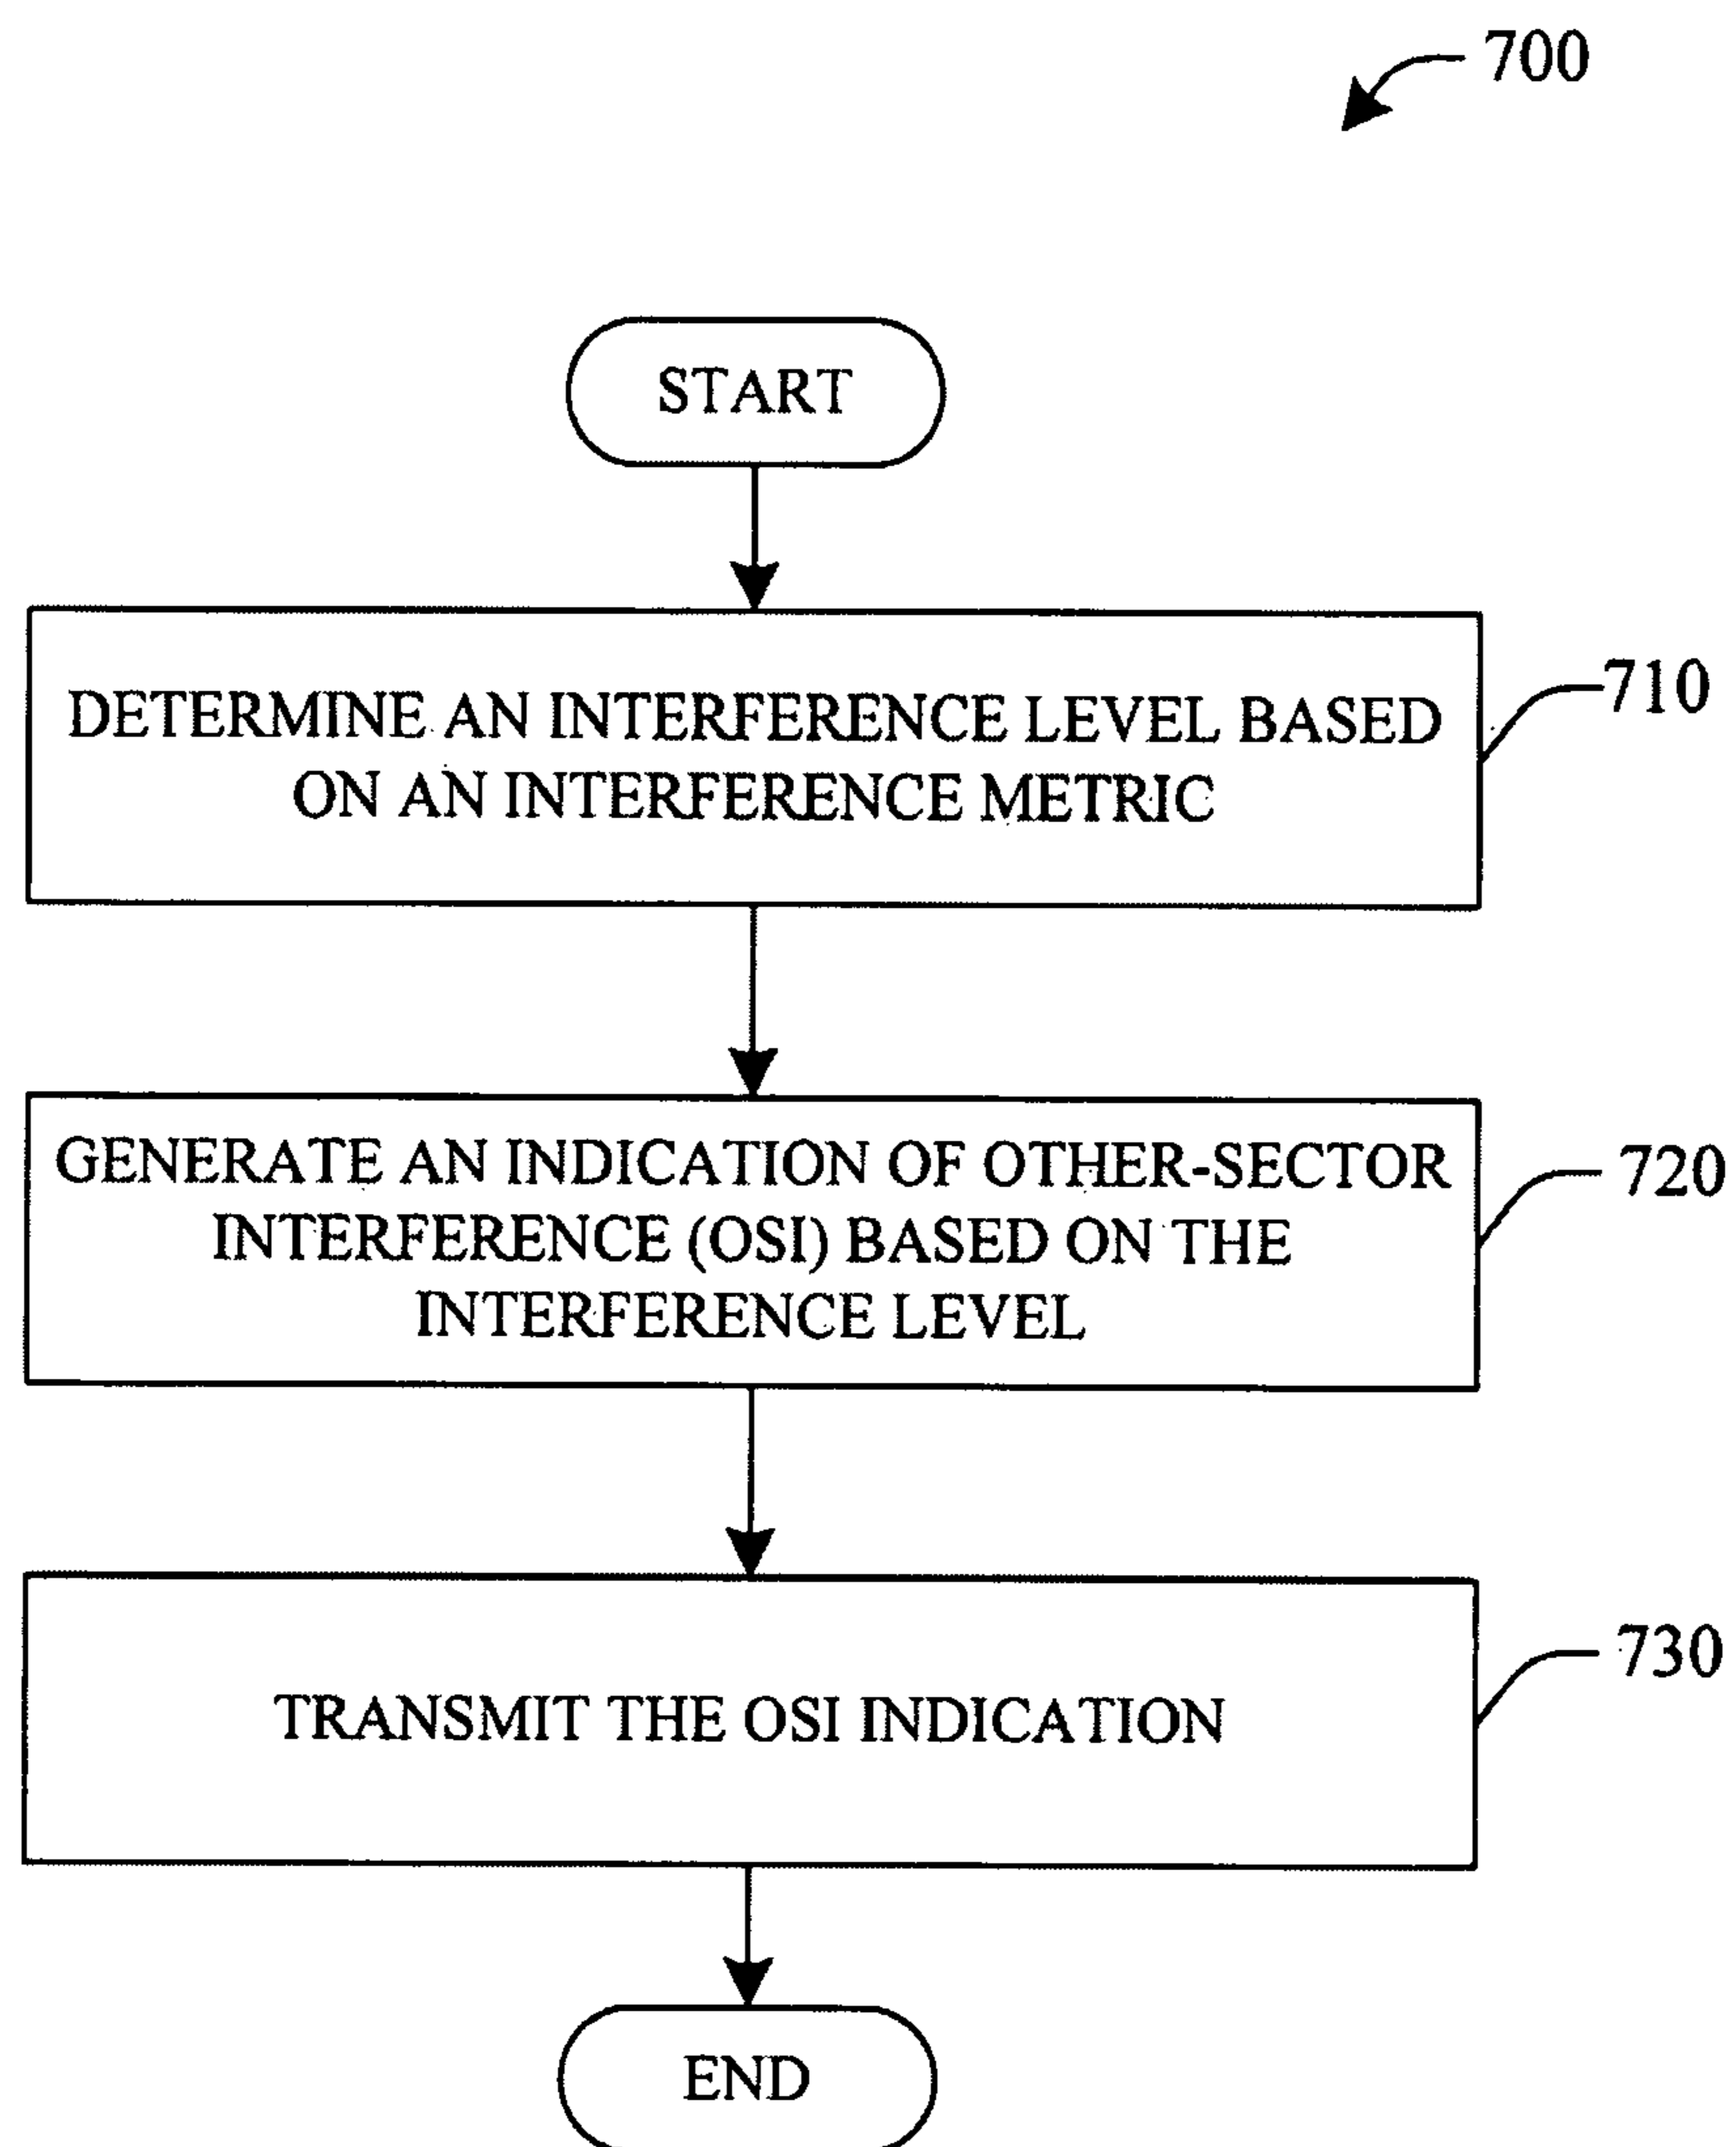 700
START
DETERMINE AN INTERFERENCE LEVEL BASED
ON AN INTERFERENCE METRIC
710
GENERATE AN INDICATION OF OTHER-SECTOR
INTERFERENCE (OSI) BASED ON THE
INTERFERENCE LEVEL
720
TRANSMIT THE OSI INDICATION
730
END